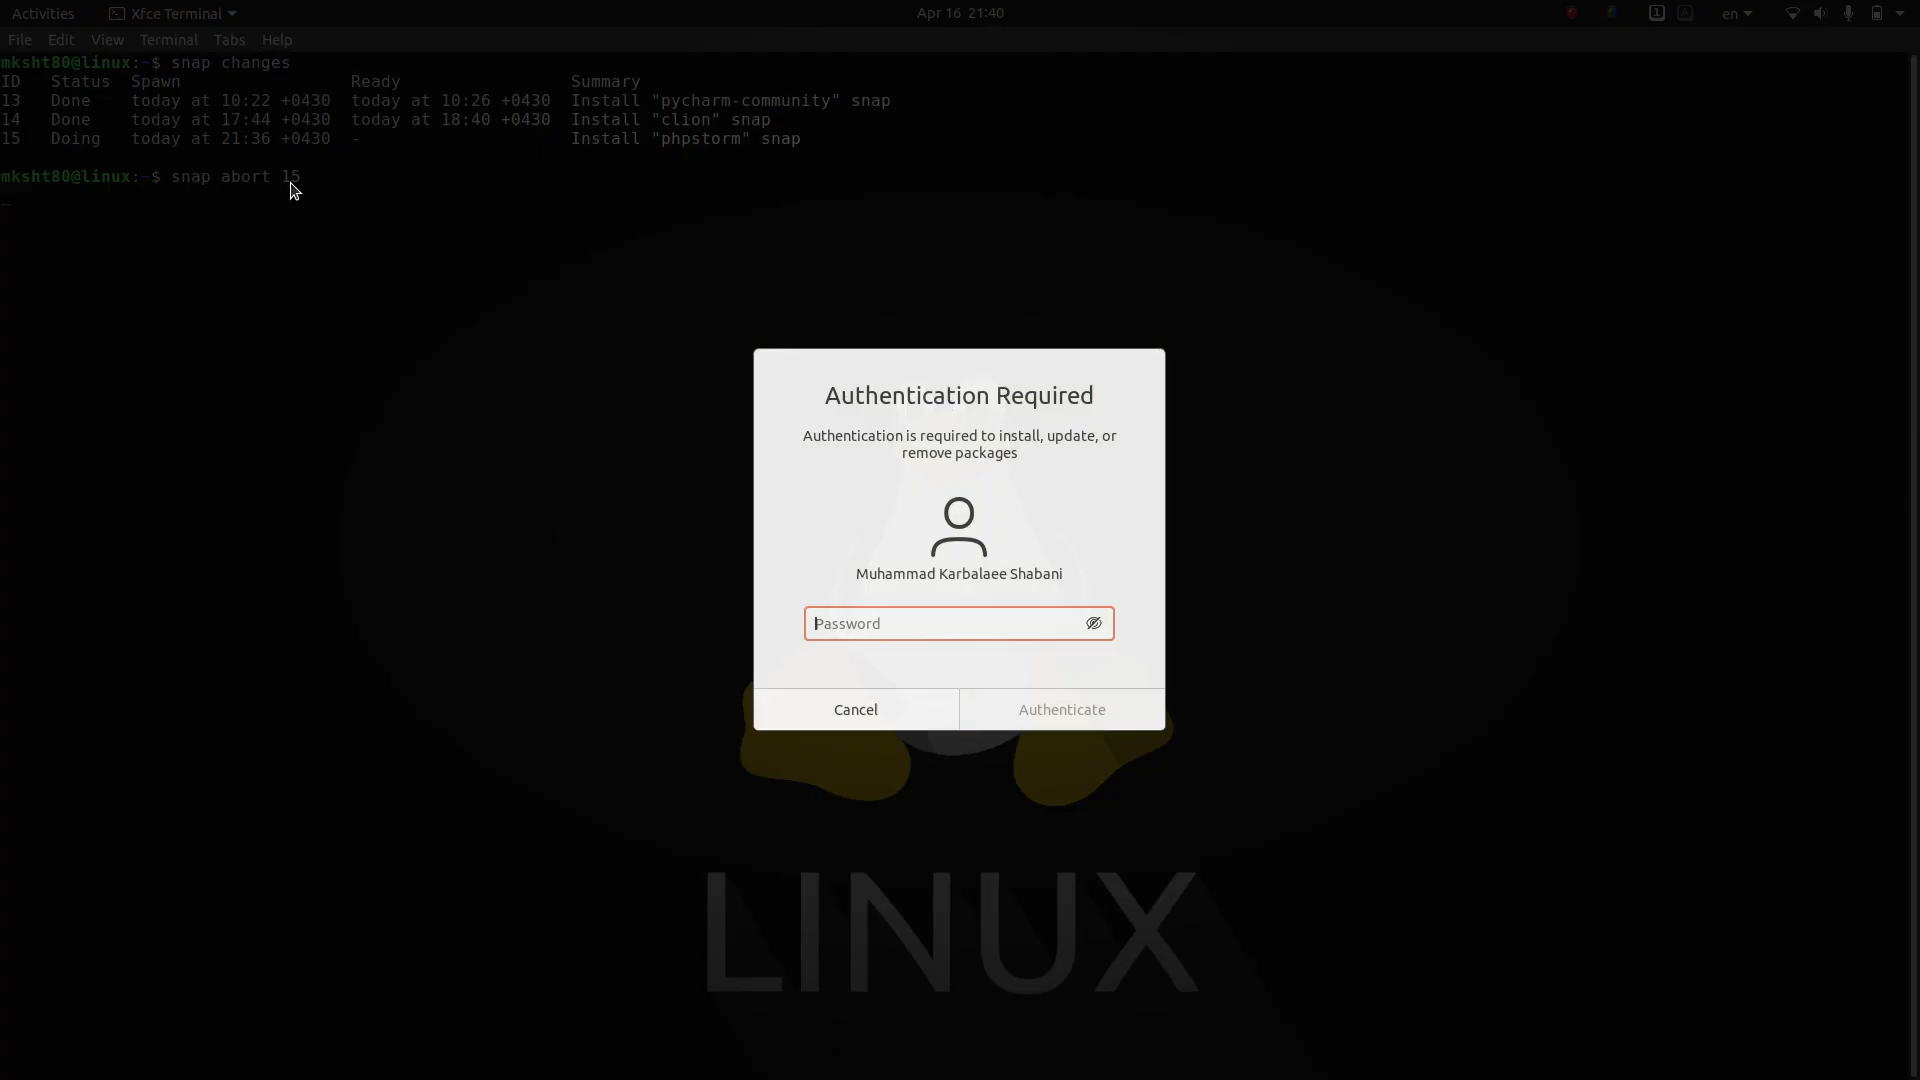 Activities Xfce Terminal Apr 16 21:40 1 A en
File Edit View Terminal Tabs Help
mksht80@linux:~$ snap changes
ID Status Spawn Ready Summary
13 Done today at 10:22 +0430 today at 10:26 +0430 Install "pycharm-community" snap
14 Done today at 17:44 +0430 today at 18:40 +0430 Install "clion" snap
15 Doing today at 21:36 +0430 - Install "phpstorm" snap
mksht80@linux:~$ snap abort 15
Authentication Required
Authentication is required to install, update, or
remove packages
Muhammad Karbalaee Shabani
Password
Cancel Authenticate
LINUX